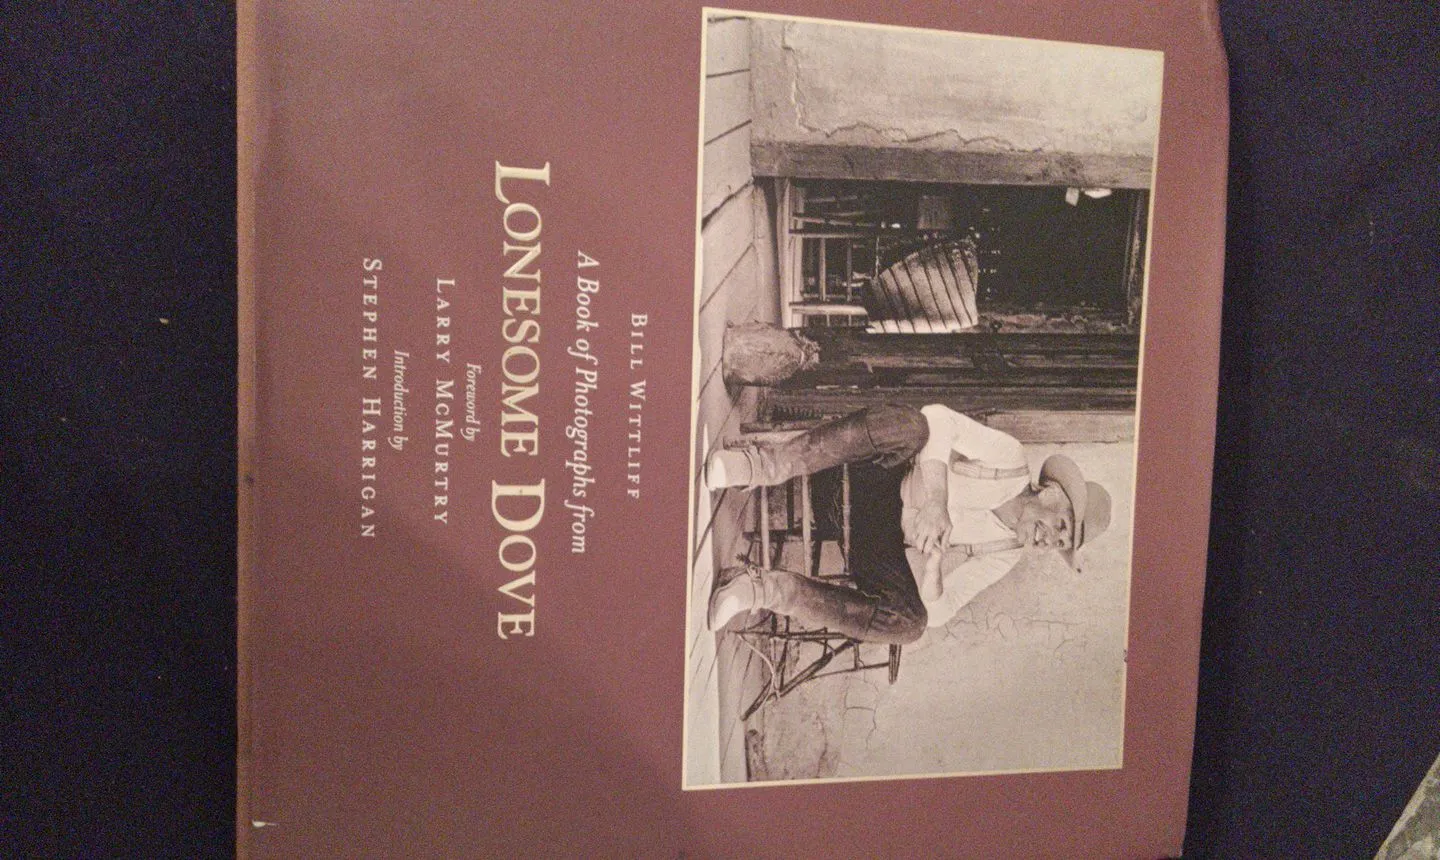 BILL WITTLIFF
A Book of Photographs from
LONESOME DOVE
Foreword by
LARRY MCMURTRY
Introduction by
STEPHEN HARRIGAN